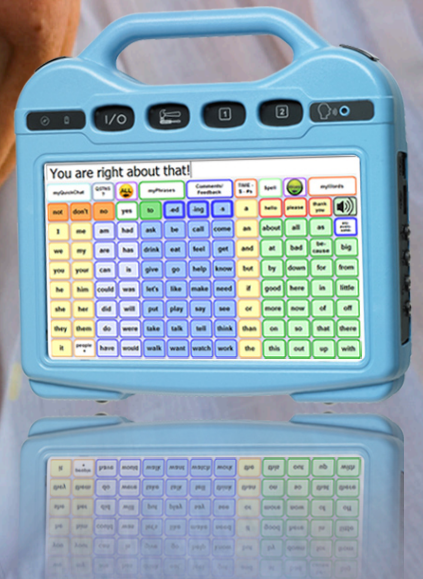 I/O 1 2
You are right about that!
myQuickChat ALL myPhrases Comments/ Feedback TIME - Spell myWords
not don't no yes to -ed -ing -s a hello please thank you
I me am had ask be call come an about all as
we my are has drink eat feel get and at bad be-cause big
you your can is give go help know but by down for from
he him could was let's like make need if good here in little
she her did will put play say see or more now of off
they them do were take talk tell think than on so that there
it people have would walk want watch work the this out up with